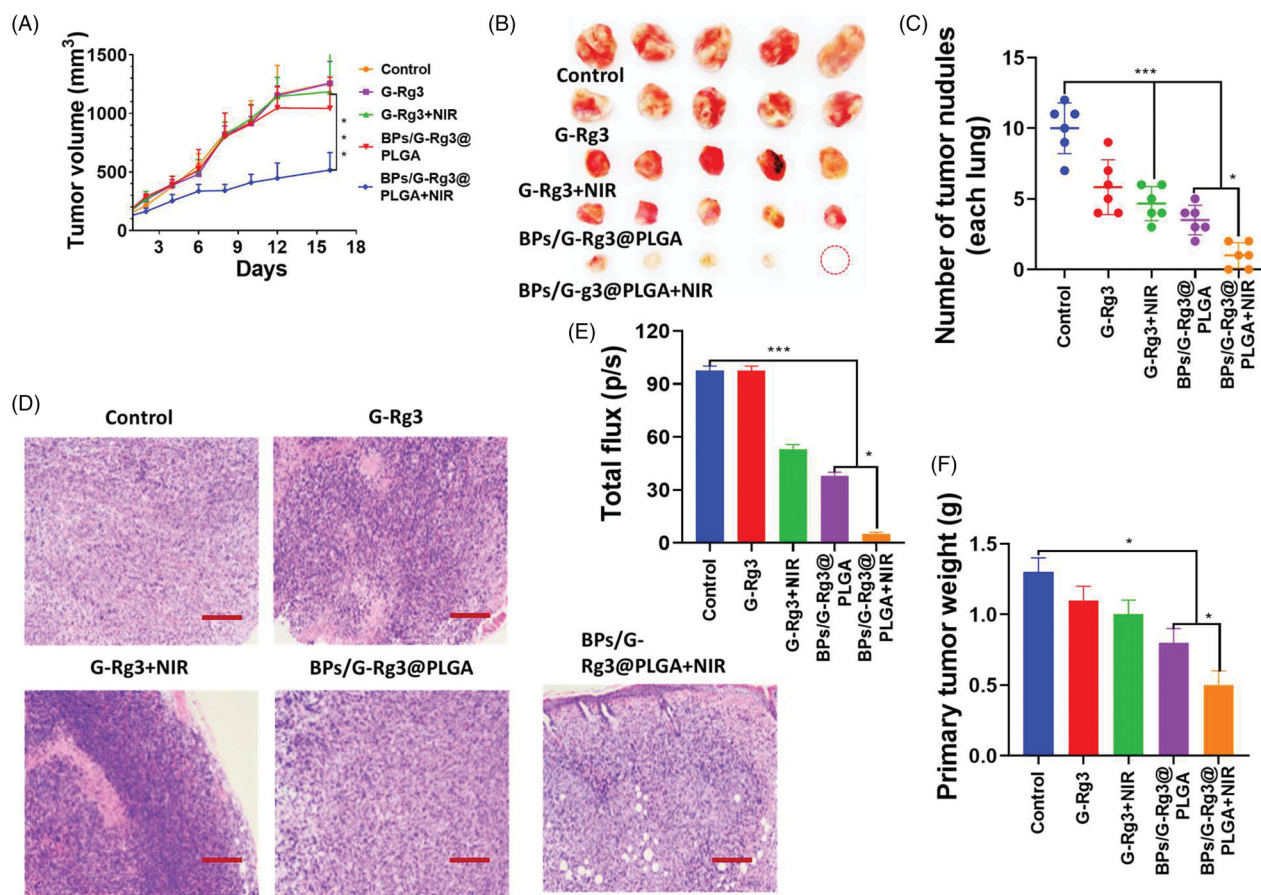 (A)
Tumor volume (mm³)
1500
1000
500
0
3
6
9
12
15
18
Days
Control
G-Rg3
G-Rg3+NIR
BPs/G-Rg3@
PLGA
BPs/G-Rg3@
PLGA+NIR
* * *
(B)
Control
G-Rg3
G-Rg3+NIR
BPs/G-Rg3@PLGA
BPs/G-g3@PLGA+NIR
(C)
Number of tumor nudules
(each lung)
15
10
5
0
***
*
Control
G-Rg3
G-Rg3+NIR
BPs/G-Rg3@
PLGA
BPs/G-Rg3@
PLGA+NIR
(D)
Control
G-Rg3
G-Rg3+NIR
BPs/G-Rg3@PLGA
BPs/G-
Rg3@PLGA+NIR
(E)
Total flux (p/s)
120
90
60
30
0
***
*
Control
G-Rg3
G-Rg3+NIR
BPs/G-Rg3@
PLGA
BPs/G-Rg3@
PLGA+NIR
(F)
Primary tumor weight (g)
1.5
1.0
0.5
0.0
*
*
Control
G-Rg3
G-Rg3+NIR
BPs/G-Rg3@
PLGA
BPs/G-Rg3@
PLGA+NIR